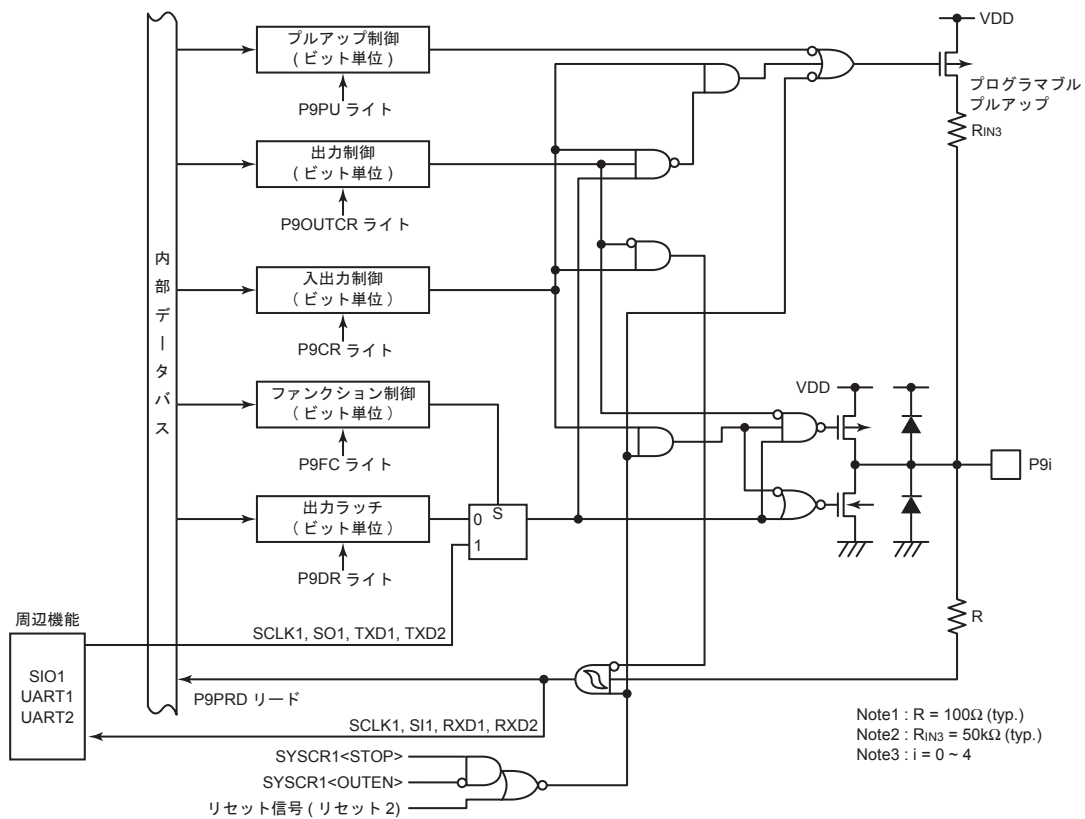 VDD
プルアップ制御
( ビット単位 )
P9PU ライト
プログラマブル
プルアップ
RIN3
出力制御
(ビット単位 )
P9OUTCR ライト
内部データバス
入出力制御
( ビット単位 )
P9CR ライト
ファンクション制御
( ビット単位 )
P9FC ライト
VDD
P9i
出力ラッチ
(ビット単位 )
P9DR ライト
0
S
1
周辺機能
SIO1
UART1
UART2
SCLK1, SO1, TXD1, TXD2
R
P9PRD リード
SCLK1, SI1, RXD1, RXD2
SYSCR1<STOP>
SYSCR1<OUTEN>
リセット信号 ( リセット 2)
Note1 : R = 100Ω (typ.)
Note2 : RIN3 = 50kΩ (typ.)
Note3 : i = 0 ~ 4